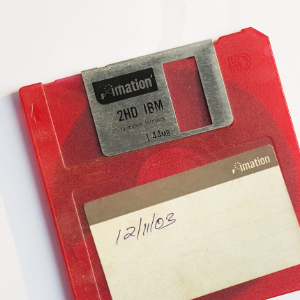 imation
2HD IBM
1.44MB
HD
imation
12/11/03